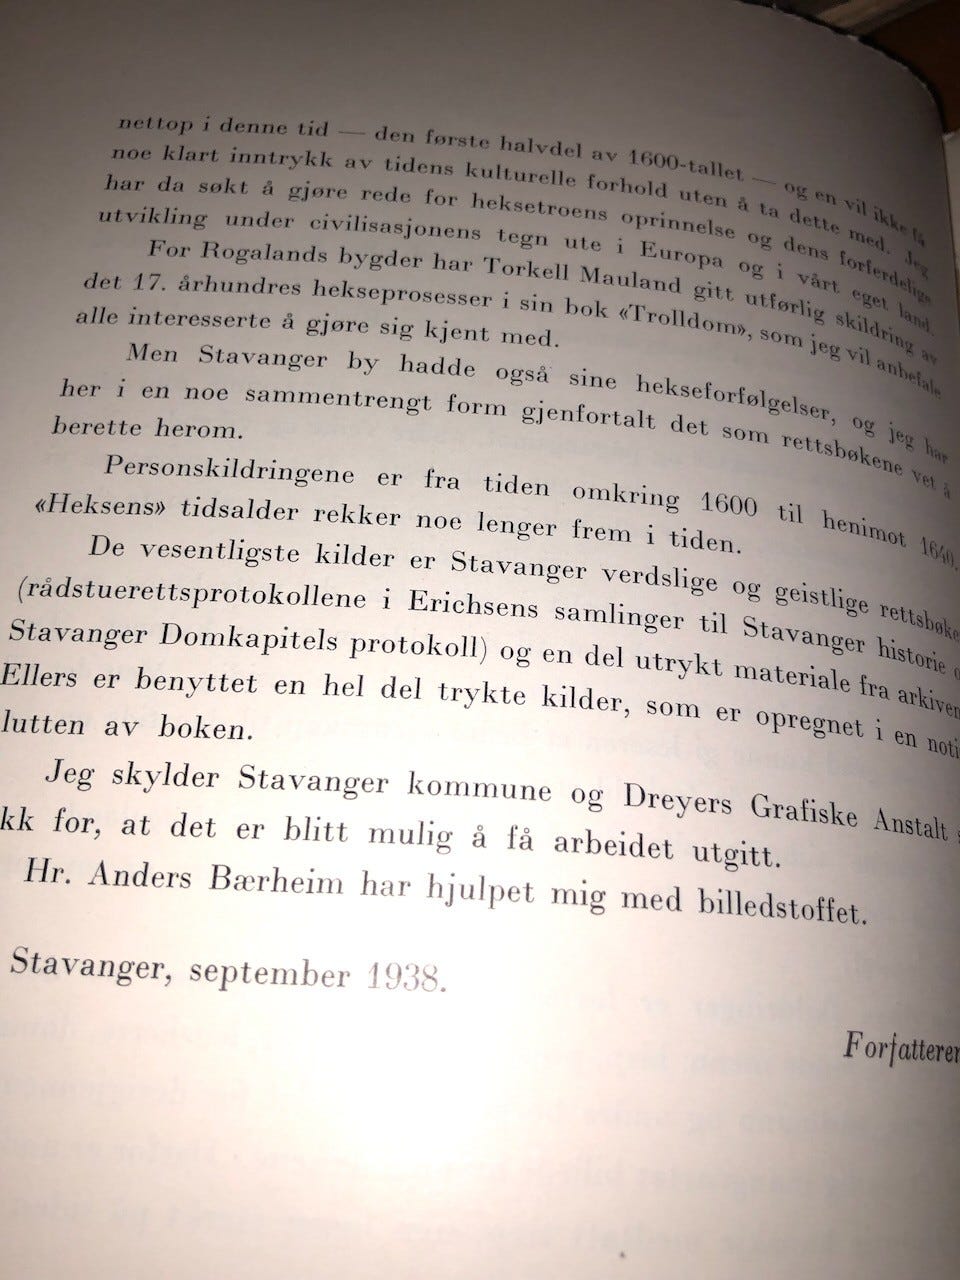 nettop i denne tid — den første halvdel av 1600-tallet — og en vil ikke få
noe klart inntrykk av tidens kulturelle forhold uten å ta dette med. Jeg
har da søkt å gjøre rede for heksetroens oprinnelse og dens forferdelige
utvikling under civilisasjonens tegn ute i Europa og i vårt eget land.
For Rogalands bygder har Torkell Mauland gitt utførlig skildring av
det 17. århundres hekseprosesser i sin bok «Trolldom», som jeg vil anbefale
alle interesserte å gjøre sig kjent med.
Men Stavanger by hadde også sine hekseforfølgelser, og jeg har
her i en noe sammentrengt form gjenfortalt det som rettsbøkene vet å
berette herom.
Personskildringene er fra tiden omkring 1600 til henimot 1640.
«Heksens» tidsalder rekker noe lenger frem i tiden.
De vesentligste kilder er Stavanger verdslige og geistlige rettsbøke
(rådstuerettsprotokollene i Erichsens samlinger til Stavanger historie o
Stavanger Domkapitels protokoll) og en del utrykt materiale fra arkiven
Ellers er benyttet en hel del trykte kilder, som er opregnet i en noti
lutten av boken.
Jeg skylder Stavanger kommune og Dreyers Grafiske Anstalt
kk for, at det er blitt mulig å få arbeidet utgitt.
Hr. Anders Bærheim har hjulpet mig med billedstoffet.
Stavanger, september 1938.
Forfatteren